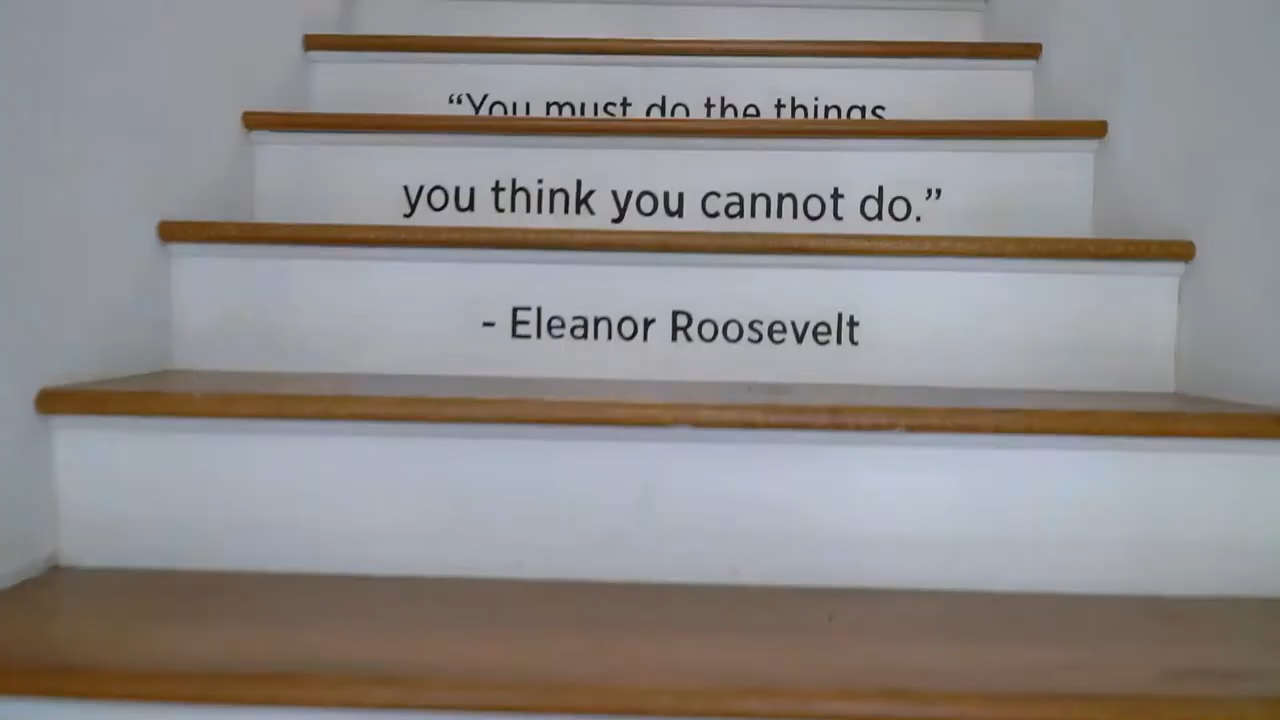 “You must do the things
you think you cannot do.”
- Eleanor Roosevelt